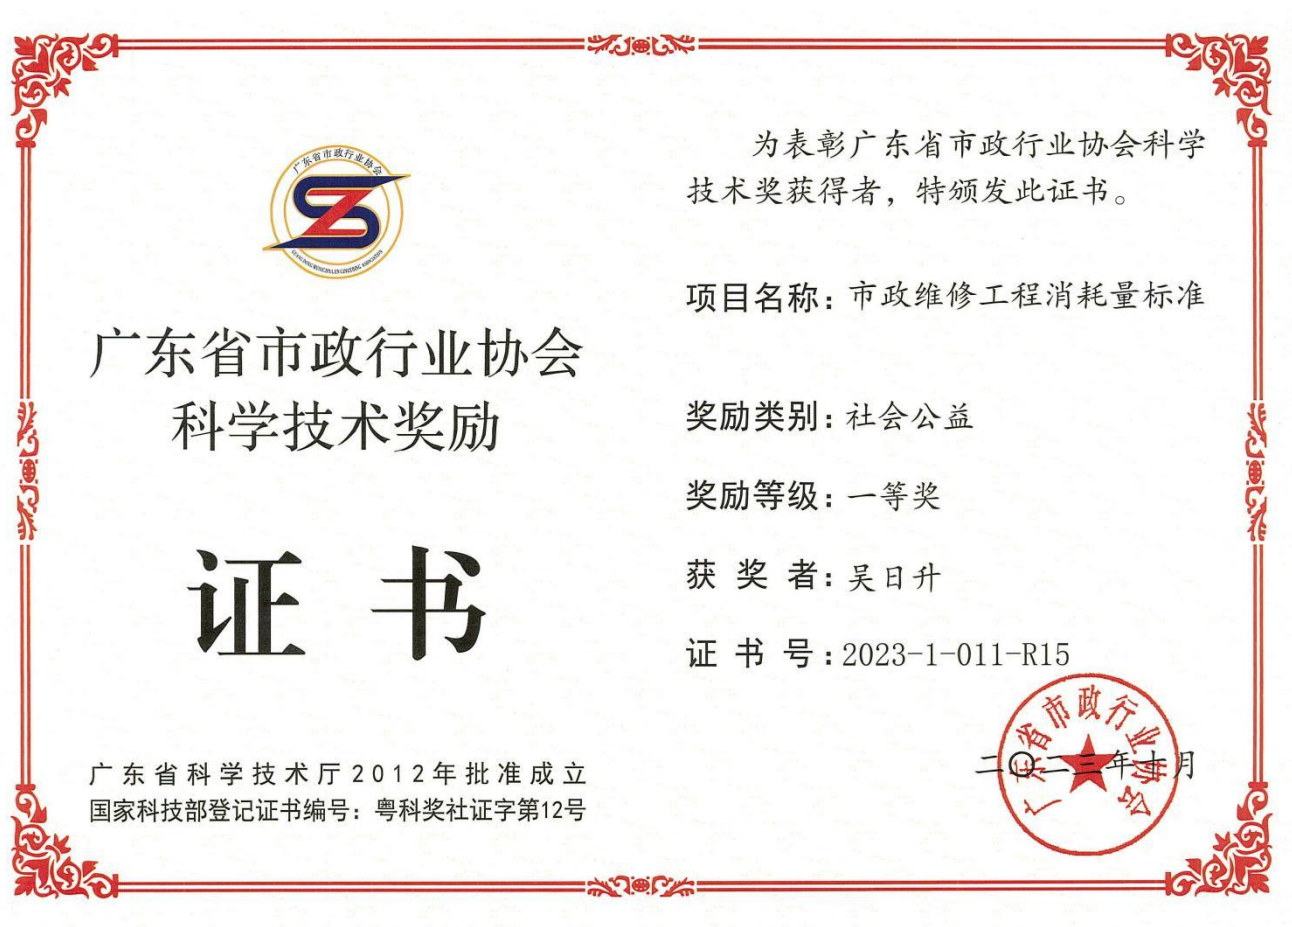 广东省市政行业协会
广东省市政行业协会
科学技术奖励
证书
广东省科学技术厅2012年批准成立
国家科技部登记证书编号：粤科奖社证字第12号
为表彰广东省市政行业协会科学
技术奖获得者，特颁发此证书。
项目名称：市政维修工程消耗量标准
奖励类别：社会公益
奖励等级：一等奖
获奖者：吴日升
证书号：2023-1-011-R15
二〇二三年十月
广东省市政行业协会